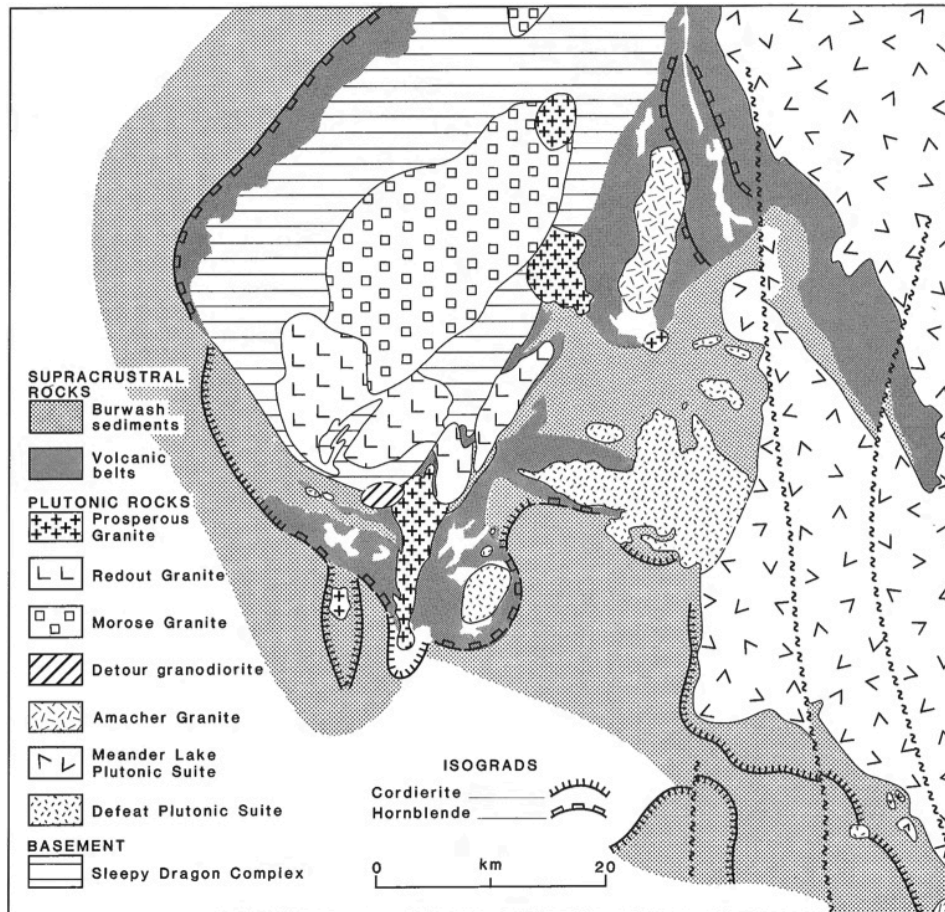 SUPRACRUSTRAL
ROCKS
Burwash
sediments
Volcanic
belts
PLUTONIC ROCKS
Prosperous
Granite
Redout Granite
Morose Granite
Detour granodiorite
Amacher Granite
Meander Lake
Plutonic Suite
Defeat Plutonic Suite
BASEMENT
Sleepy Dragon Complex
ISOGRADS
Cordierite
Hornblende
0 km 20